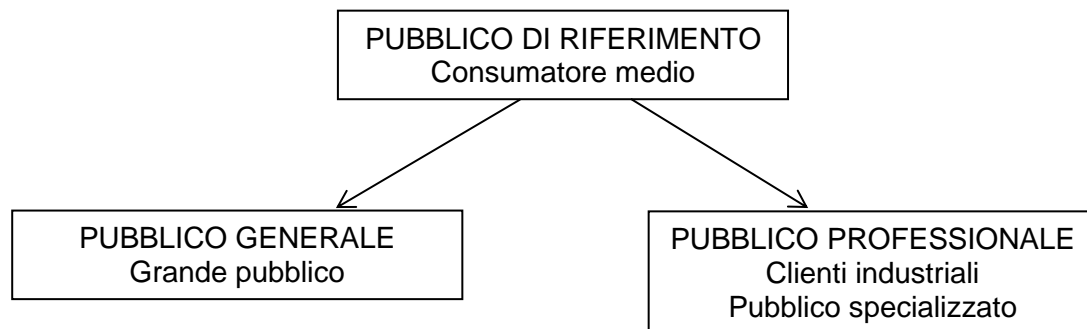 PUBBLICO DI RIFERIMENTO
Consumatore medio
PUBBLICO GENERALE
Grande pubblico
PUBBLICO PROFESSIONALE
Clienti industriali
Pubblico specializzato